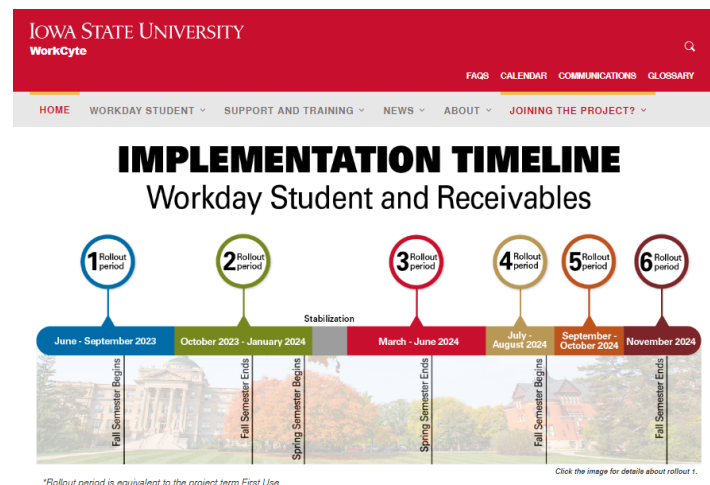 IOWA STATE UNIVERSITY
WorkCyte
FAQS CALENDAR COMMUNICATIONS GLOSSARY
HOME WORKDAY STUDENT SUPPORT AND TRAINING NEWS ABOUT JOINING THE PROJECT?
IMPLEMENTATION TIMELINE
Workday Student and Receivables
1 Rollout period
2 Rollout period
3 Rollout period
4 Rollout period
5 Rollout period
6 Rollout period
Stabilization
June - September 2023
October 2023 - January 2024
March - June 2024
July - August 2024
September - October 2024
November 2024
Fall Semester Begins
Fall Semester Ends
Spring Semester Begins
Spring Semester Ends
Fall Semester Begins
Fall Semester Ends
Click the image for details about rollout 1.
*Rollout period is equivalent to the project term First Use